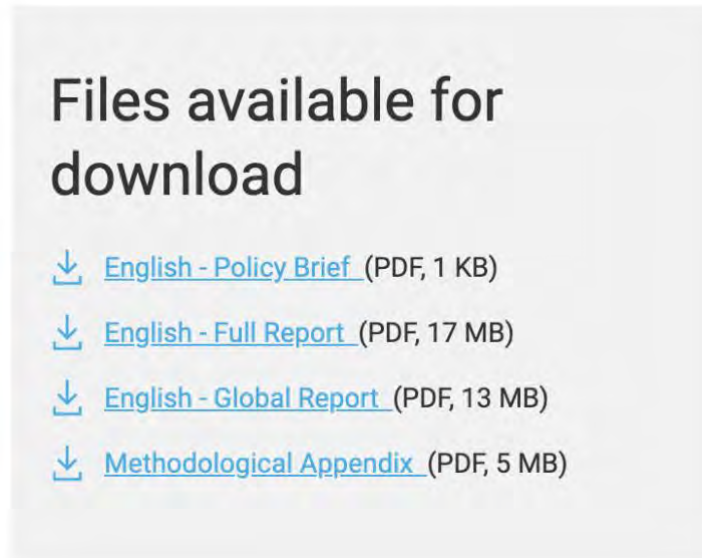 Files available for
download
English - Policy Brief (PDF, 1 KB)
English - Full Report (PDF, 17 MB)
English - Global Report (PDF, 13 MB)
Methodological Appendix (PDF, 5 MB)